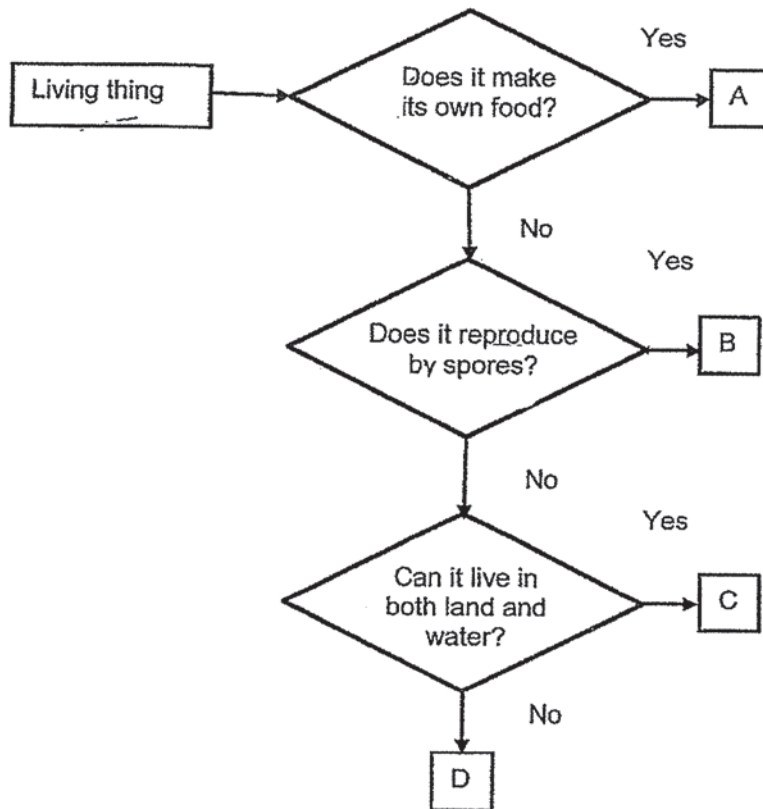 Yes
Living thing
Does it make
its own food?
A
No
Yes
Does it reproduce
by spores?
B
No
Yes
Can it live in
both land and
water?
C
No
D